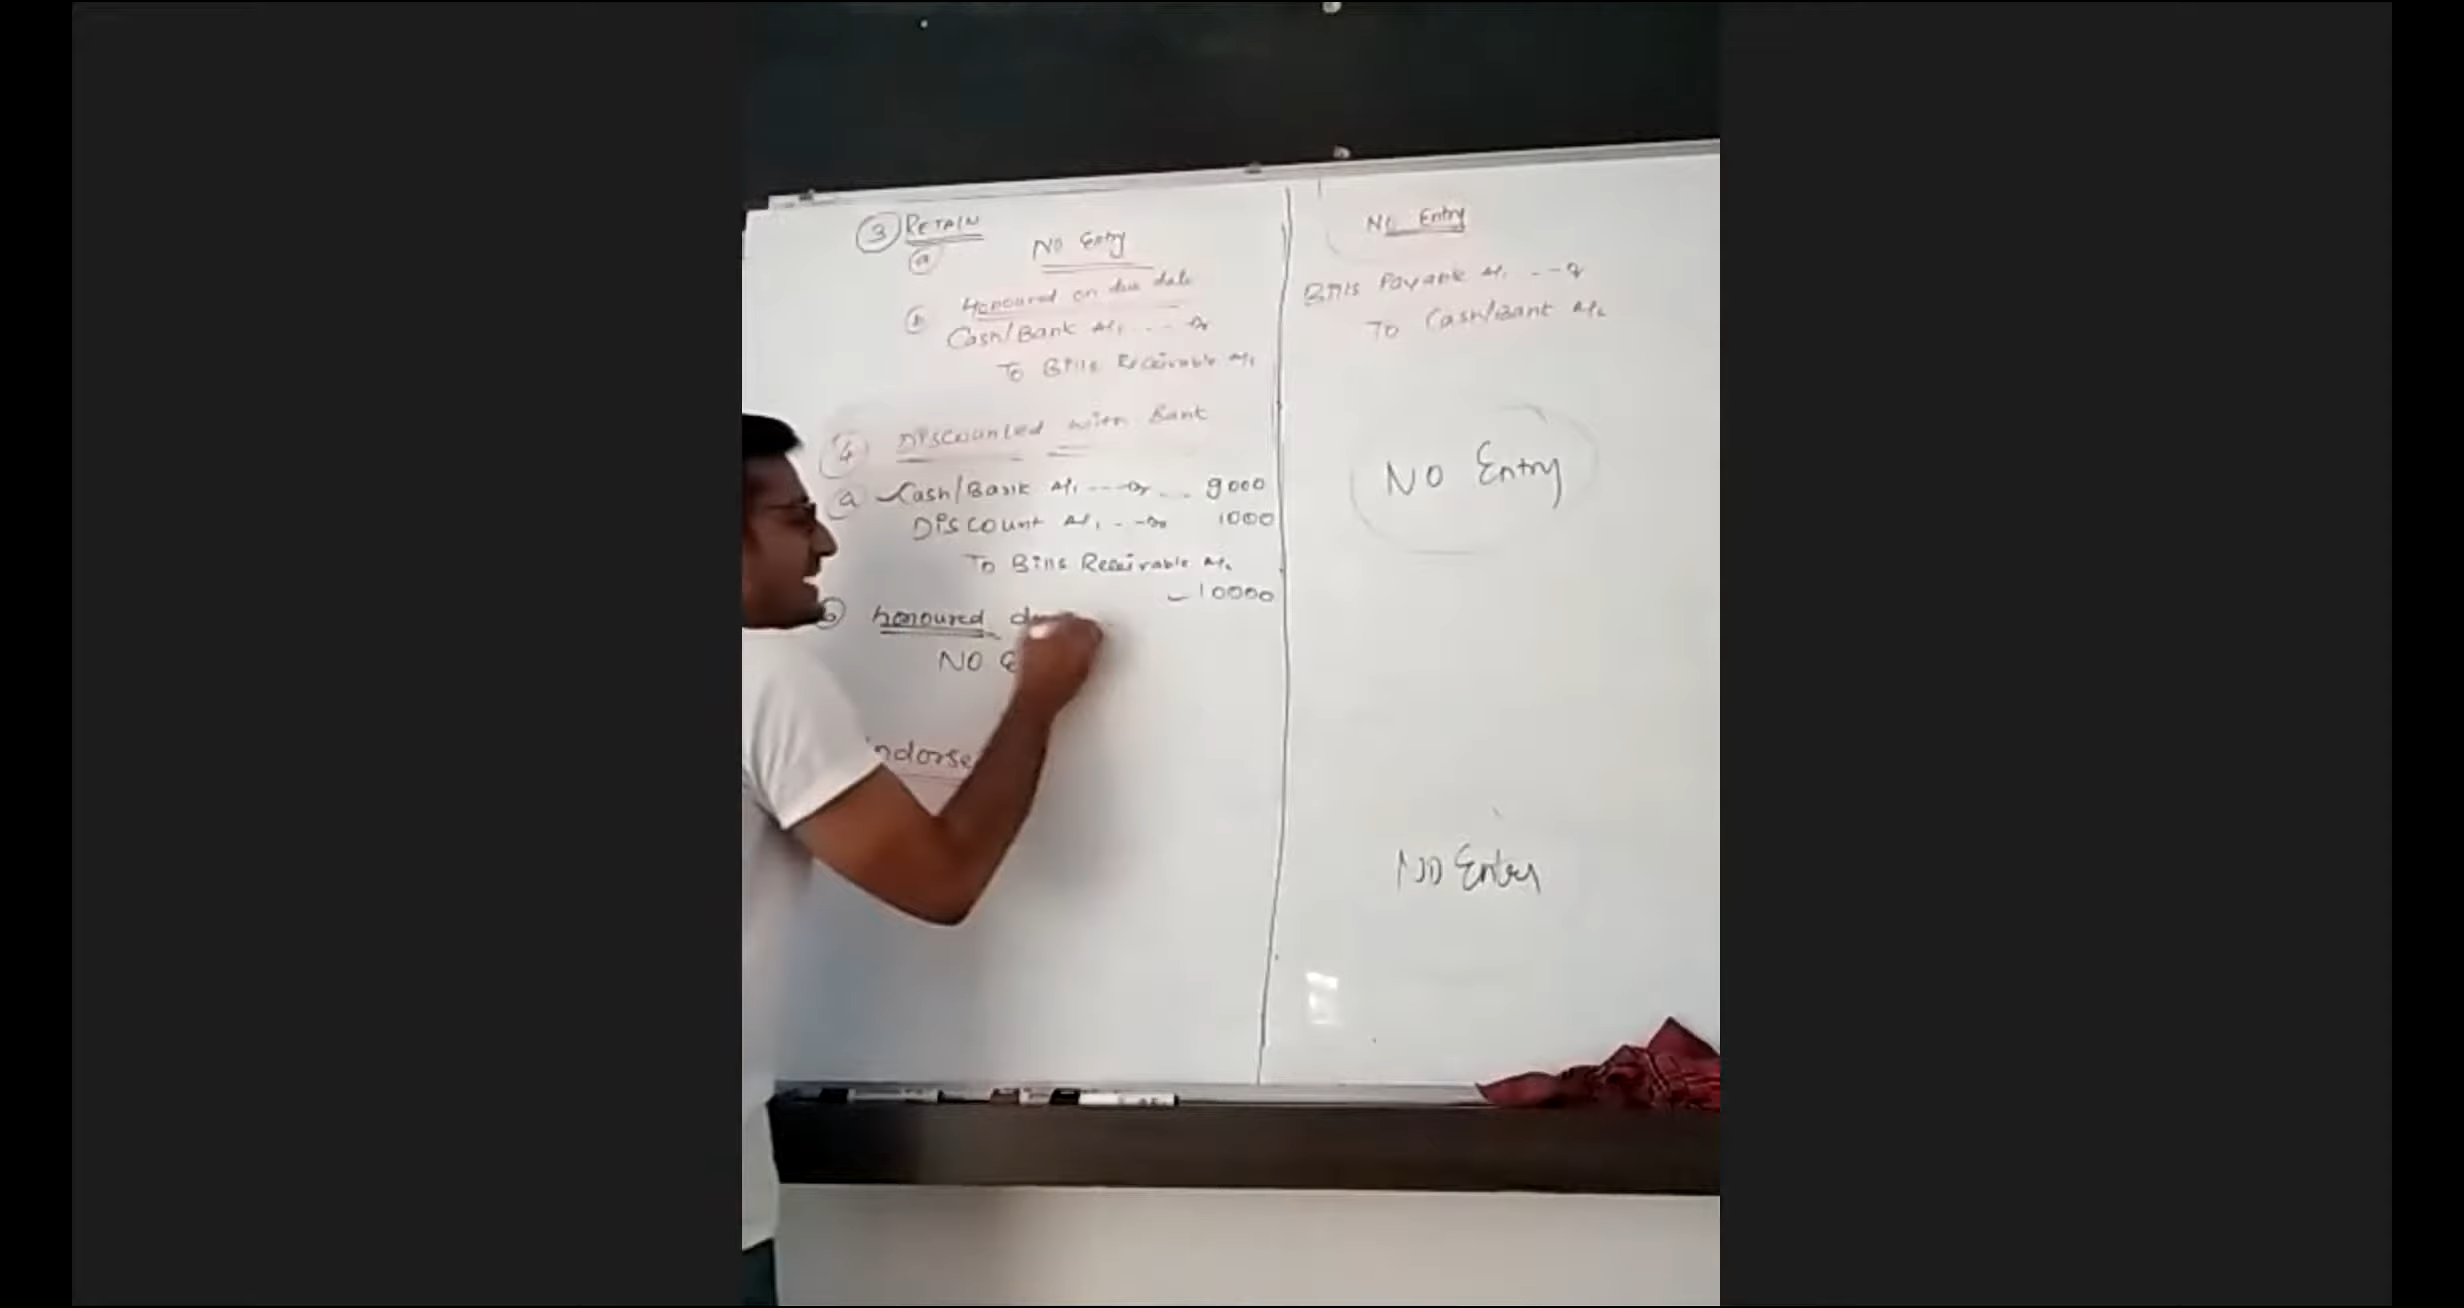 3 RETAIN
a
NO Entry
b Honoured on due date
Cash/Bank A/c --- Dr
To Bills Receivable A/c
4 Discounted with Bank
a Cash/Bank A/c --- Dr -- 9000
Discount A/c -- Dr 1000
To Bills Receivable A/c
- 10000
b honoured
NO
ndorse
NO Entry
Bills Payable A/c --- Dr
To Cash/Bank A/c
NO Entry
NO Entry